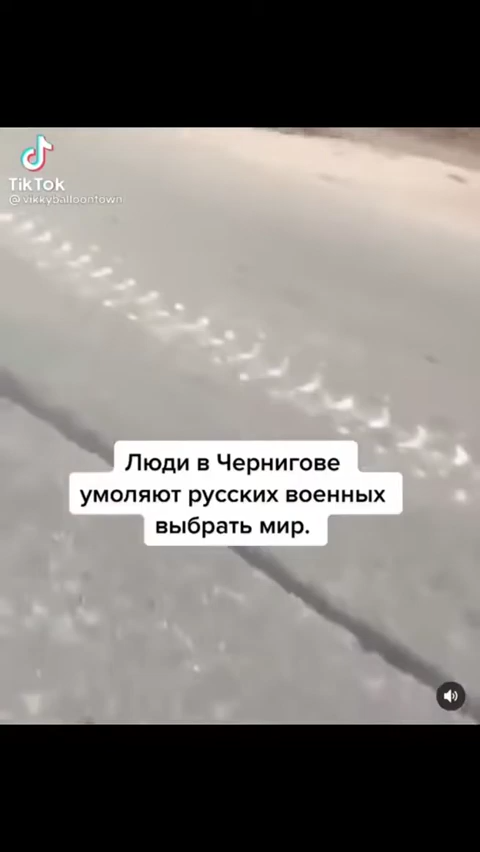 TikTok
@vikkyballoontown
Люди в Чернигове
умоляют русских военных
выбрать мир.